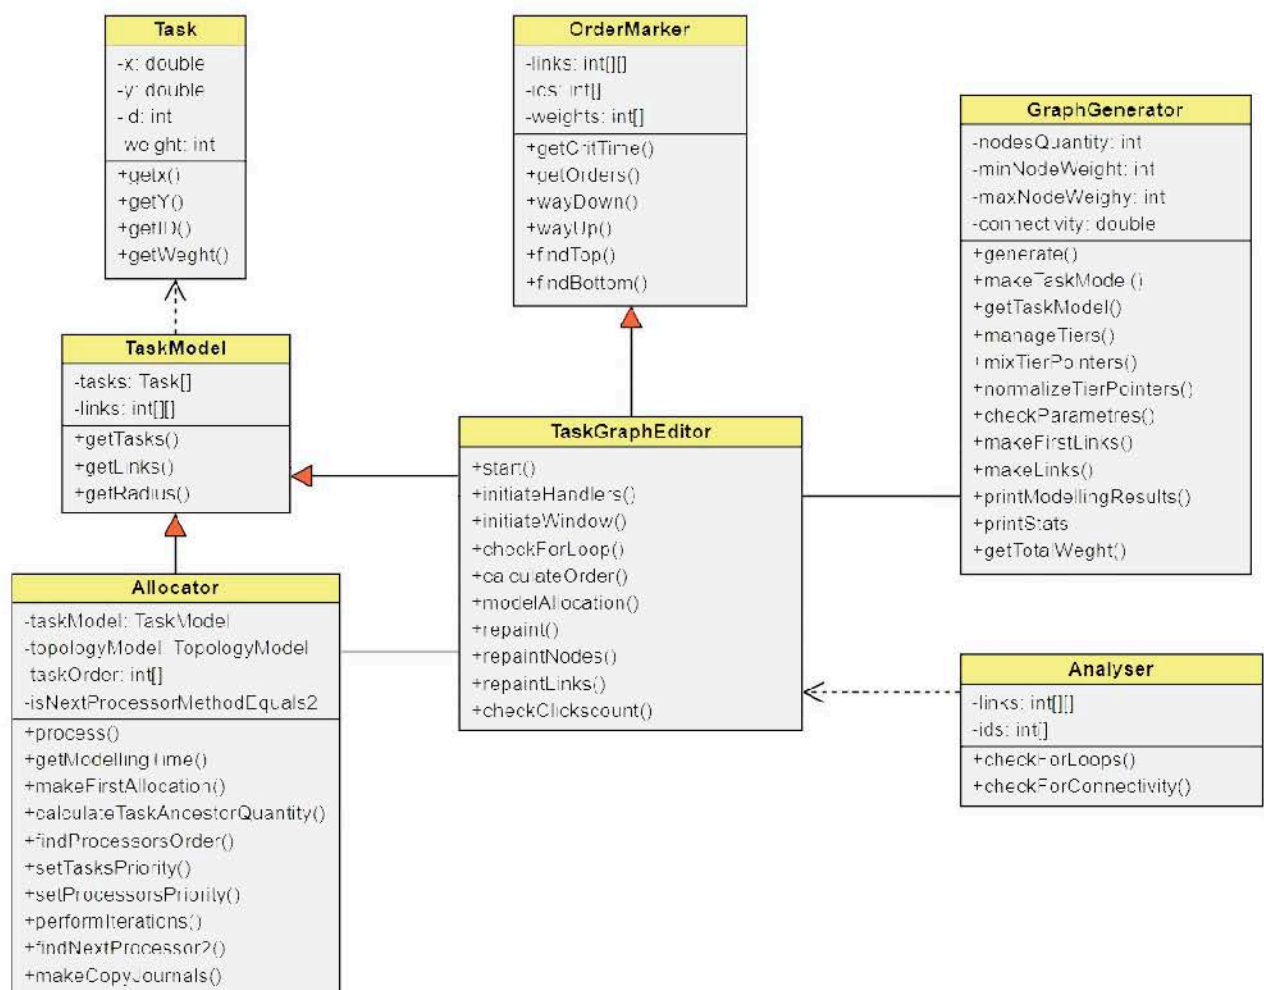 Task
-x: double
-y: double
-d: int
weight: int
+getx()
+getY()
+getID()
+getWeght()
OrderMarker
-links: int[][]
-ids: int[]
-weights: int[]
+getCritTime()
+getOrders()
+wayDown()
+wayUp()
+findTop()
+findBottom()
GraphGenerator
-nodesQuantity: int
-minNodeWeight: int
-maxNodeWeighy: int
-connectivity: double
+generate()
+makeTaskModel()
+getTaskModel()
+manageTiers()
+mixTierPointers()
+normalizeTierPointers()
+checkParametres()
+makeFirstLinks()
+makeLinks()
+printModellingResults()
+printStats
+getTotalWeght()
TaskModel
-tasks: Task[]
-links: int[][]
+getTasks()
+getLinks()
+getRadius()
TaskGraphEditor
+start()
+initiateHandlers()
+initiateWindow()
+checkForLoop()
+calculateOrder()
+modelAllocation()
+repaint()
+repaintNodes()
+repaintLinks()
+checkClickscount()
Allocator
-taskModel: TaskModel
-topologyModel: TopologyModel
taskOrder: int[]
-isNextProcessorMethodEquals2
+process()
+getModellingTime()
+makeFirstAllocation()
+calculateTaskAncestorQuantity()
+findProcessorsOrder()
+setTasksPriority()
+setProcessorsPriority()
+performIterations()
+findNextProcessor2()
+makeCopyJournals()
Analyser
-links: int[][]
-ids: int[]
+checkForLoops()
+checkForConnectivity()